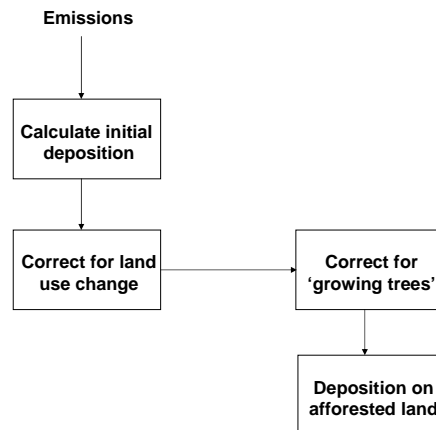 Emissions
Calculate initial
deposition
Correct for land
use change
Correct for
‘growing trees’
Deposition on
afforested land